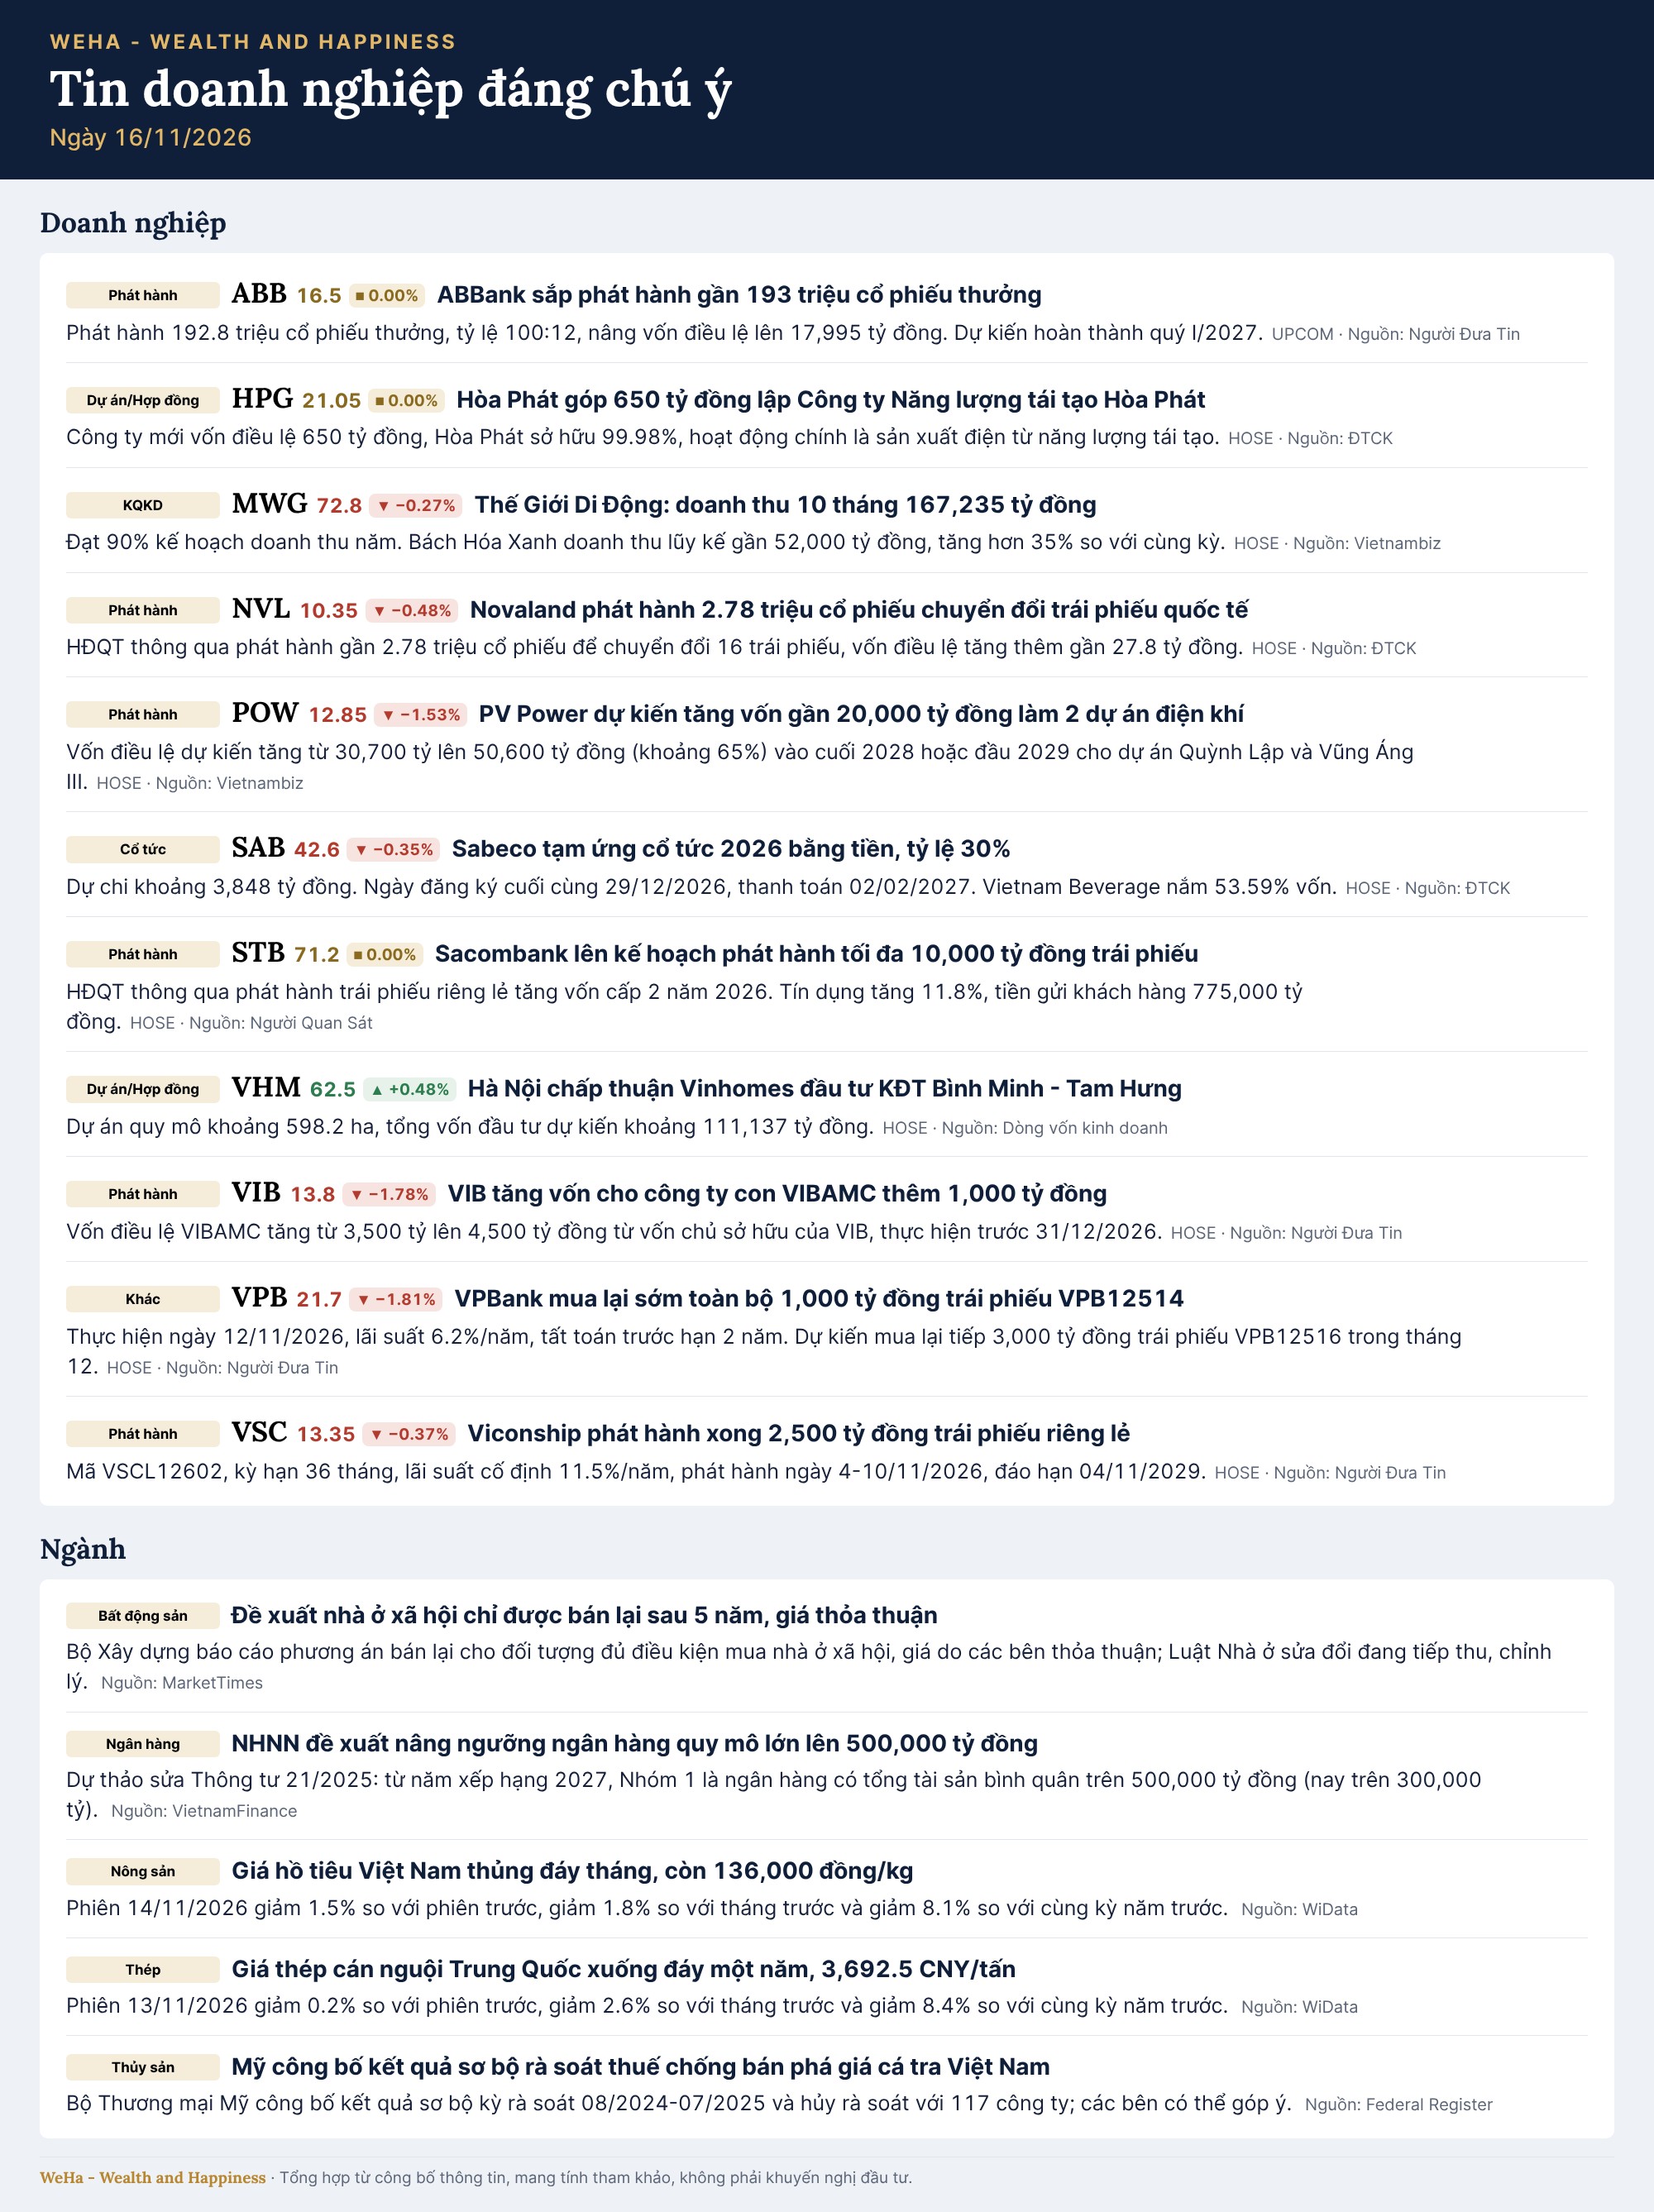 WEHA - WEALTH AND HAPPINESS
Tin doanh nghiệp đáng chú ý
Ngày 16/11/2026
Doanh nghiệp
Phát hành ABB 16.5 ■ 0.00% ABBank sắp phát hành gần 193 triệu cổ phiếu thưởng
Phát hành 192.8 triệu cổ phiếu thưởng, tỷ lệ 100:12, nâng vốn điều lệ lên 17,995 tỷ đồng. Dự kiến hoàn thành quý I/2027. UPCOM · Nguồn: Người Đưa Tin
Dự án/Hợp đồng HPG 21.05 ■ 0.00% Hòa Phát góp 650 tỷ đồng lập Công ty Năng lượng tái tạo Hòa Phát
Công ty mới vốn điều lệ 650 tỷ đồng, Hòa Phát sở hữu 99.98%, hoạt động chính là sản xuất điện từ năng lượng tái tạo. HOSE · Nguồn: ĐTCK
KQKD MWG 72.8 ▼ −0.27% Thế Giới Di Động: doanh thu 10 tháng 167,235 tỷ đồng
Đạt 90% kế hoạch doanh thu năm. Bách Hóa Xanh doanh thu lũy kế gần 52,000 tỷ đồng, tăng hơn 35% so với cùng kỳ. HOSE · Nguồn: Vietnambiz
Phát hành NVL 10.35 ▼ −0.48% Novaland phát hành 2.78 triệu cổ phiếu chuyển đổi trái phiếu quốc tế
HĐQT thông qua phát hành gần 2.78 triệu cổ phiếu để chuyển đổi 16 trái phiếu, vốn điều lệ tăng thêm gần 27.8 tỷ đồng. HOSE · Nguồn: ĐTCK
Phát hành POW 12.85 ▼ −1.53% PV Power dự kiến tăng vốn gần 20,000 tỷ đồng làm 2 dự án điện khí
Vốn điều lệ dự kiến tăng từ 30,700 tỷ lên 50,600 tỷ đồng (khoảng 65%) vào cuối 2028 hoặc đầu 2029 cho dự án Quỳnh Lập và Vũng Áng
III. HOSE · Nguồn: Vietnambiz
Cổ tức SAB 42.6 ▼ −0.35% Sabeco tạm ứng cổ tức 2026 bằng tiền, tỷ lệ 30%
Dự chi khoảng 3,848 tỷ đồng. Ngày đăng ký cuối cùng 29/12/2026, thanh toán 02/02/2027. Vietnam Beverage nắm 53.59% vốn. HOSE · Nguồn: ĐTCK
Phát hành STB 71.2 ■ 0.00% Sacombank lên kế hoạch phát hành tối đa 10,000 tỷ đồng trái phiếu
HĐQT thông qua phát hành trái phiếu riêng lẻ tăng vốn cấp 2 năm 2026. Tín dụng tăng 11.8%, tiền gửi khách hàng 775,000 tỷ
đồng. HOSE · Nguồn: Người Quan Sát
Dự án/Hợp đồng VHM 62.5 ▲ +0.48% Hà Nội chấp thuận Vinhomes đầu tư KĐT Bình Minh - Tam Hưng
Dự án quy mô khoảng 598.2 ha, tổng vốn đầu tư dự kiến khoảng 111,137 tỷ đồng. HOSE · Nguồn: Dòng vốn kinh doanh
Phát hành VIB 13.8 ▼ −1.78% VIB tăng vốn cho công ty con VIBAMC thêm 1,000 tỷ đồng
Vốn điều lệ VIBAMC tăng từ 3,500 tỷ lên 4,500 tỷ đồng từ vốn chủ sở hữu của VIB, thực hiện trước 31/12/2026. HOSE · Nguồn: Người Đưa Tin
Khác VPB 21.7 ▼ −1.81% VPBank mua lại sớm toàn bộ 1,000 tỷ đồng trái phiếu VPB12514
Thực hiện ngày 12/11/2026, lãi suất 6.2%/năm, tất toán trước hạn 2 năm. Dự kiến mua lại tiếp 3,000 tỷ đồng trái phiếu VPB12516 trong tháng
12. HOSE · Nguồn: Người Đưa Tin
Phát hành VSC 13.35 ▼ −0.37% Viconship phát hành xong 2,500 tỷ đồng trái phiếu riêng lẻ
Mã VSCL12602, kỳ hạn 36 tháng, lãi suất cố định 11.5%/năm, phát hành ngày 4-10/11/2026, đáo hạn 04/11/2029. HOSE · Nguồn: Người Đưa Tin
Ngành
Bất động sản Đề xuất nhà ở xã hội chỉ được bán lại sau 5 năm, giá thỏa thuận
Bộ Xây dựng báo cáo phương án bán lại cho đối tượng đủ điều kiện mua nhà ở xã hội, giá do các bên thỏa thuận; Luật Nhà ở sửa đổi đang tiếp thu, chỉnh
lý. Nguồn: MarketTimes
Ngân hàng NHNN đề xuất nâng ngưỡng ngân hàng quy mô lớn lên 500,000 tỷ đồng
Dự thảo sửa Thông tư 21/2025: từ năm xếp hạng 2027, Nhóm 1 là ngân hàng có tổng tài sản bình quân trên 500,000 tỷ đồng (nay trên 300,000
tỷ). Nguồn: VietnamFinance
Nông sản Giá hồ tiêu Việt Nam thủng đáy tháng, còn 136,000 đồng/kg
Phiên 14/11/2026 giảm 1.5% so với phiên trước, giảm 1.8% so với tháng trước và giảm 8.1% so với cùng kỳ năm trước. Nguồn: WiData
Thép Giá thép cán nguội Trung Quốc xuống đáy một năm, 3,692.5 CNY/tấn
Phiên 13/11/2026 giảm 0.2% so với phiên trước, giảm 2.6% so với tháng trước và giảm 8.4% so với cùng kỳ năm trước. Nguồn: WiData
Thủy sản Mỹ công bố kết quả sơ bộ rà soát thuế chống bán phá giá cá tra Việt Nam
Bộ Thương mại Mỹ công bố kết quả sơ bộ kỳ rà soát 08/2024-07/2025 và hủy rà soát với 117 công ty; các bên có thể góp ý. Nguồn: Federal Register
WeHa - Wealth and Happiness · Tổng hợp từ công bố thông tin, mang tính tham khảo, không phải khuyến nghị đầu tư.